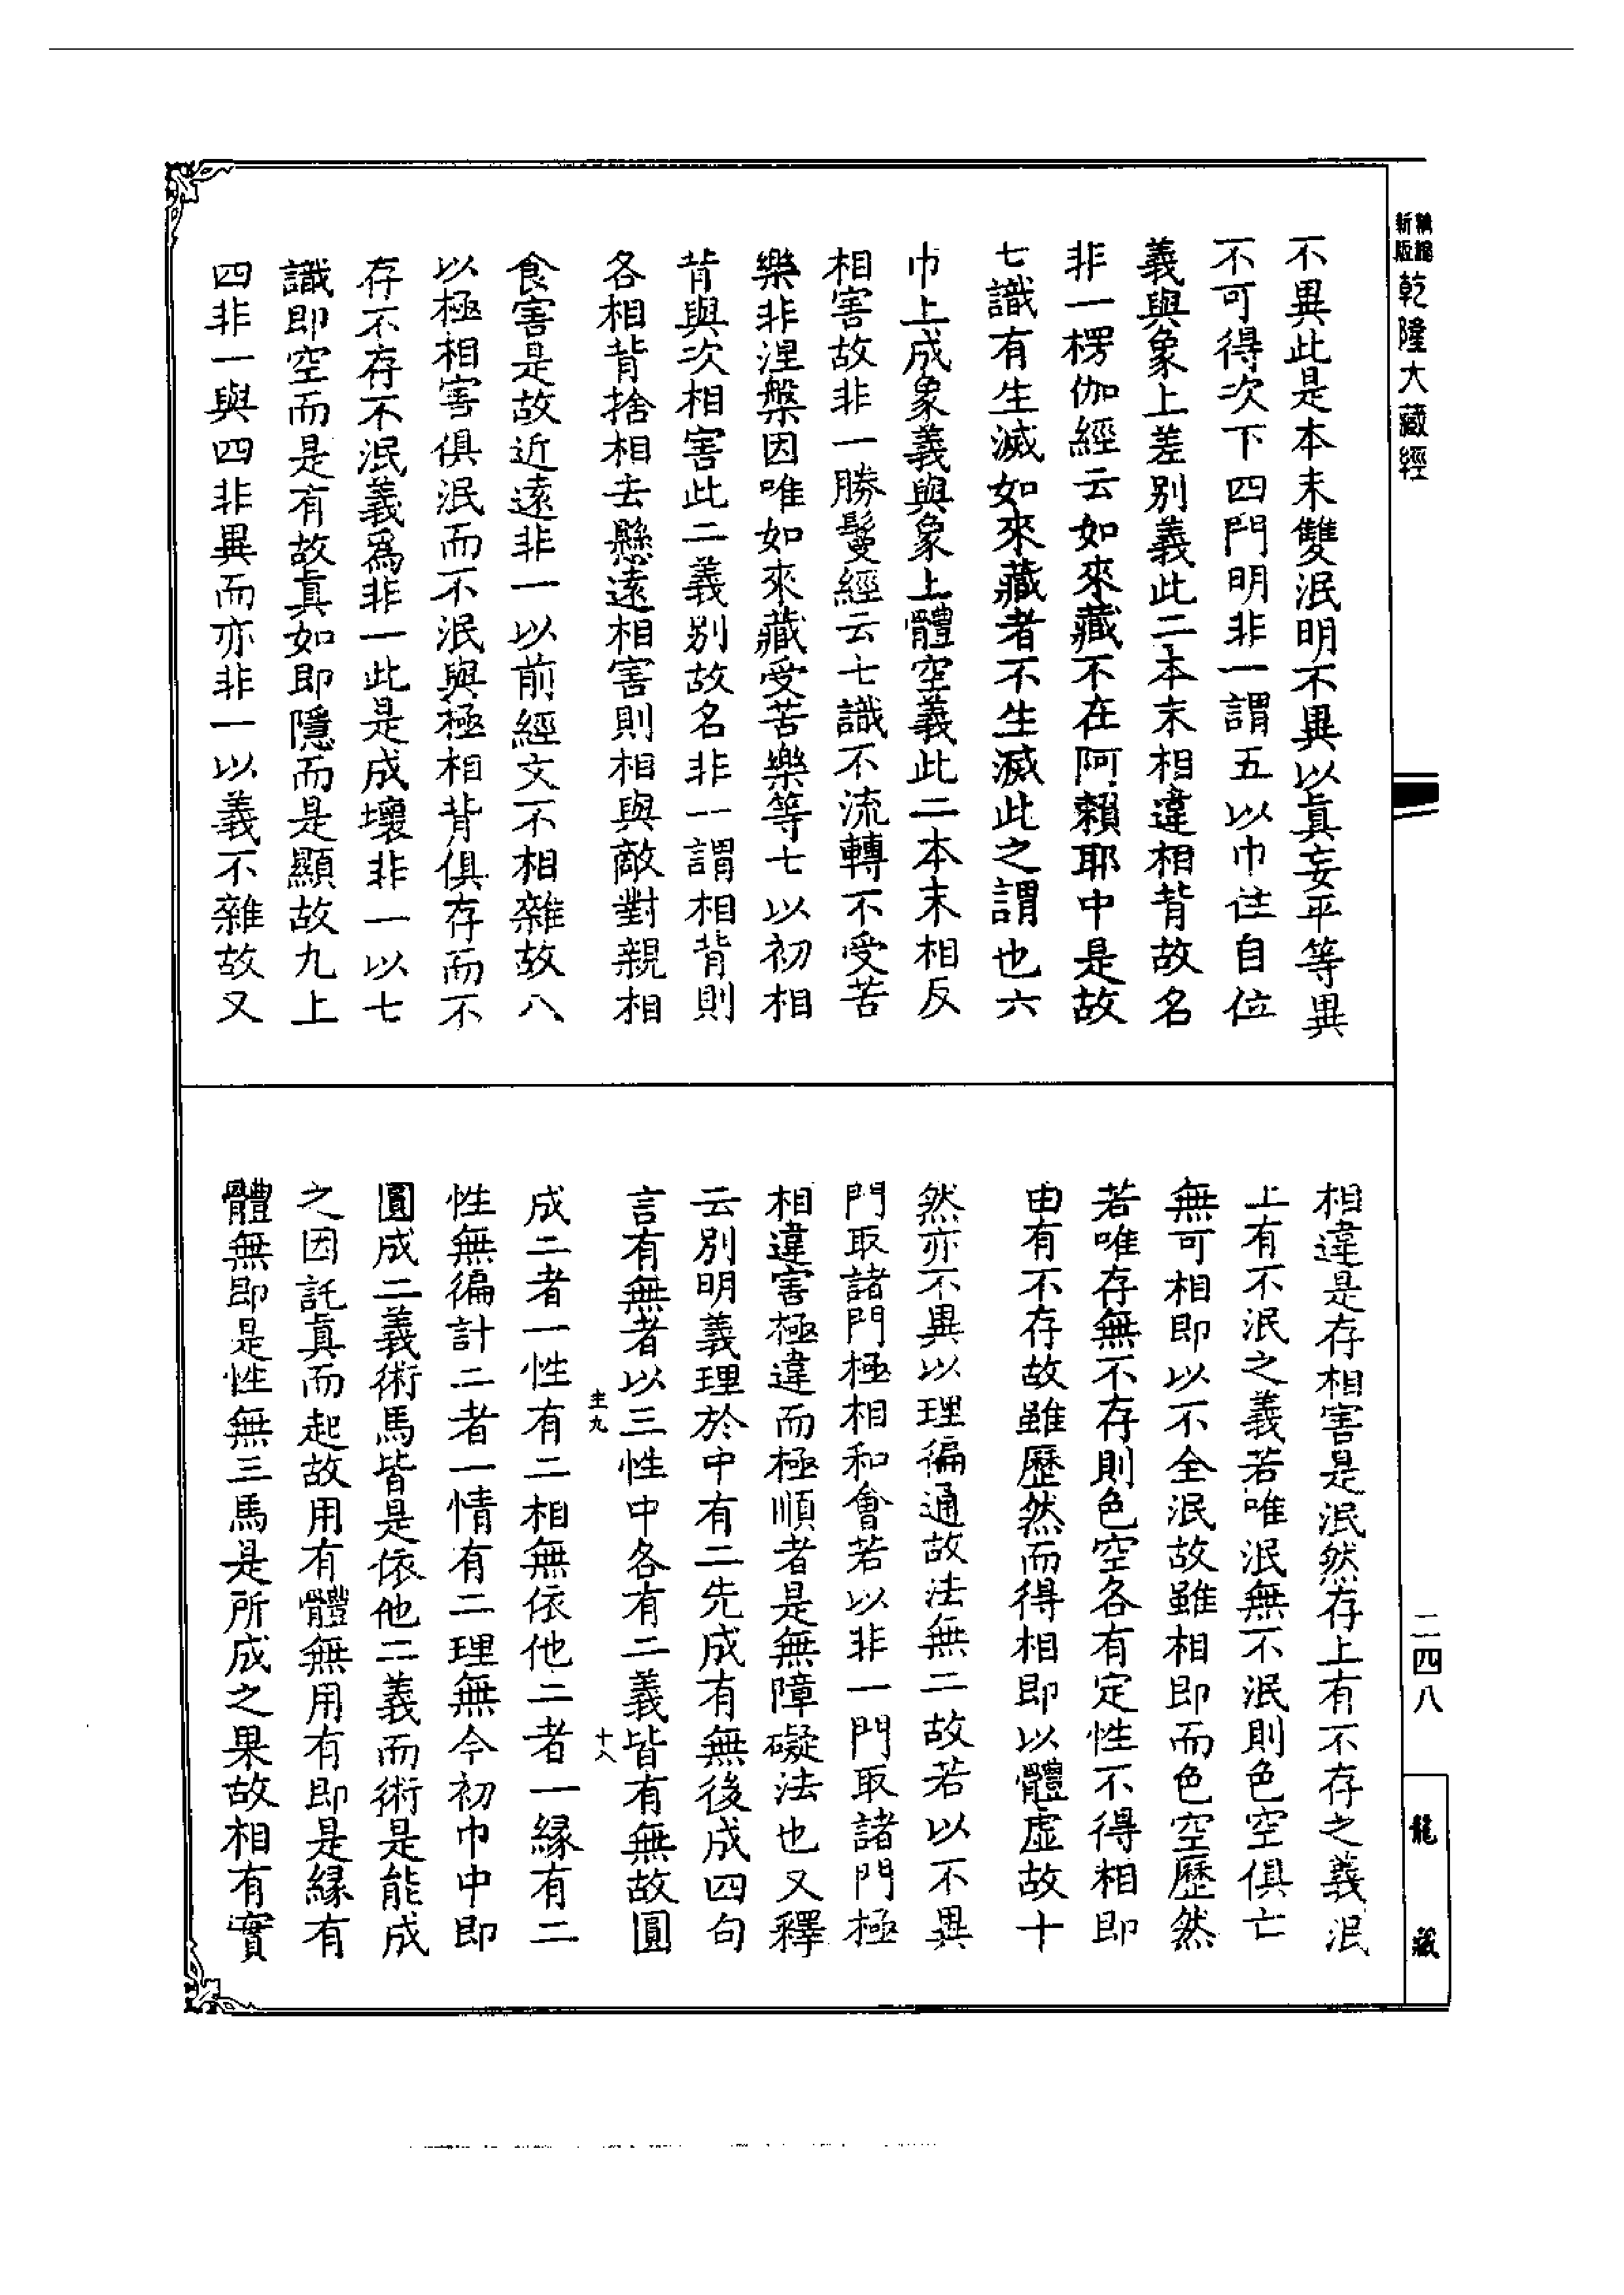 新版
乾隆大藏經
不異此是本末雙泯明不異以真妄平等異
不可得次下四門明非一謂五以巾住自位
義與象上差別義此二本末相違相背故名
非一楞伽經云如來藏不在阿賴耶中是故
七識有生滅如來藏者不生滅此之謂也六
巾上成象義與象上體空義此二本末相反
相害故非一勝鬘經云七識不流轉不受苦
樂非涅槃因唯如來藏受苦樂等七以初相
背與次相害此二義別故名非一謂相背則
各相背捨相去懸遠相害則相與敵對親相
食害是故近遠非一以前經文不相雜故八
以極相害俱泯而不泯與極相背俱存而不
存不存不泯義為非一此是成壞非一以七
識即空而是有故真如即隱而是顯故九上
四非一與四非異而亦非一以義不雜故又
相違是存相害是泯然存上有不存之義泯
上有不泯之義若唯泯無不泯則色空俱亡
無可相即以不全泯故雖相即而色空歷然
若唯存無不存則色空各有定性不得相即
由有不存故雖歷然而得相即以體虛故十
然亦不異以理徧通故法無二故若以不異
門取諸門極相和會若以非一門取諸門極
相違害極違而極順者是無障礙法也又釋
云別明義理於中有二先成有無後成四句
言有無者以三性中各有二義皆有無故圓
主九
十八
成二者一性有二相無依他二者一緣有二
性無徧計二者一情有二理無今初巾中即
圓成二義術馬皆是依他二義而術是能成
之因託真而起故用有體無用有即是緣有
體無即是性無三馬是所成之果故相有實
二四八
龍
藏